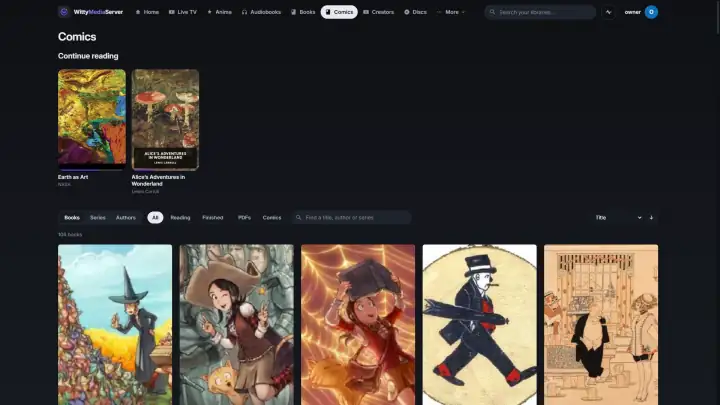 WittyMediaServer
Home
Live TV
Anime
Audiobooks
Books
Comics
Creators
Discs
More
Search your libraries...
owner
O
Comics
Continue reading
ALICE'S ADVENTURES
IN WONDERLAND
LEWIS CARROLL
Earth as Art
NASA
Alice's Adventures in
Wonderland
Lewis Carroll
Books
Series
Authors
All
Reading
Finished
PDFs
Comics
Find a title, author or series
Title
106 books